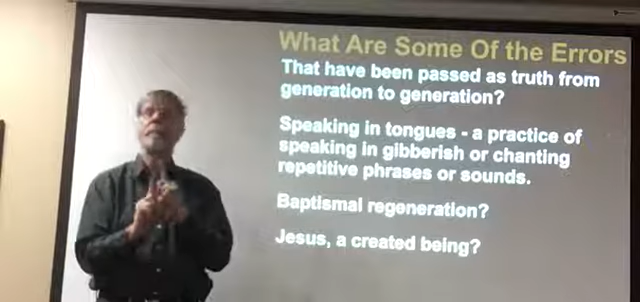 What Are Some Of the Errors
That have been passed as truth from
generation to generation?
Speaking in tongues - a practice of
speaking in gibberish or chanting
repetitive phrases or sounds.
Baptismal regeneration?
Jesus, a created being?